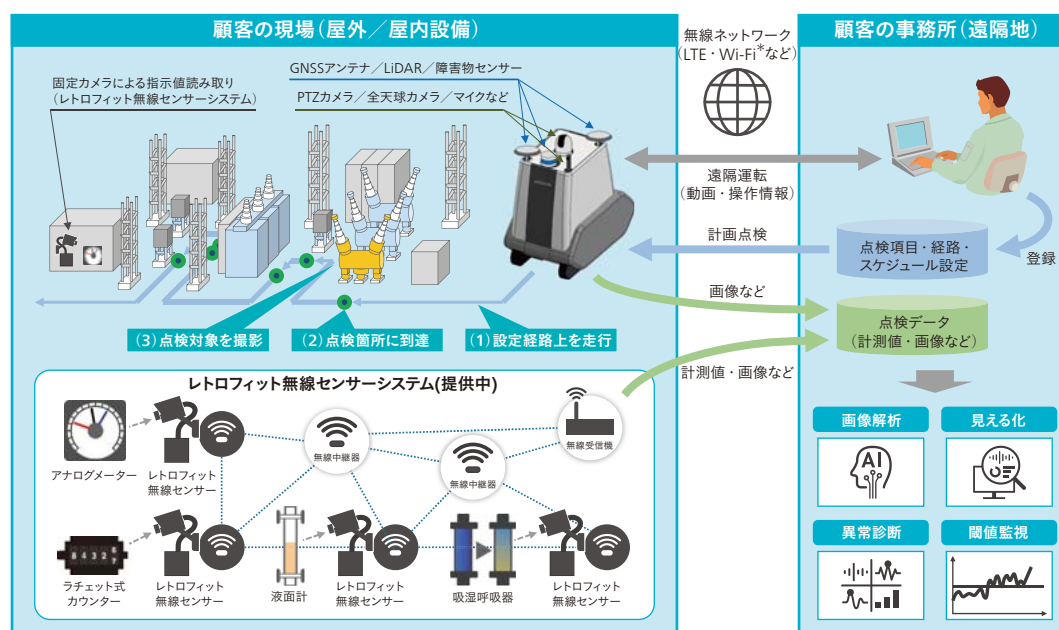 顧客の現場（屋外／屋内設備）
固定カメラによる指示値読み取り
（レトロフィット無線センサーシステム）
GNSSアンテナ／LiDAR／障害物センサー
PTZカメラ／全天球カメラ／マイクなど
（3）点検対象を撮影
（2）点検箇所に到達
（1）設定経路上を走行
無線ネットワーク
（LTE・Wi-Fi*など）
遠隔運転
（動画・操作情報）
計画点検
画像など
計測値・画像など
顧客の事務所（遠隔地）
点検項目・経路・
スケジュール設定
登録
点検データ
（計測値・画像など）
画像解析
AI
見える化
異常診断
閾値監視
レトロフィット無線センサーシステム(提供中)
アナログメーター
レトロフィット
無線センサー
無線中継器
無線中継器
無線受信機
84327
ラチェット式
カウンター
レトロフィット
無線センサー
液面計
レトロフィット
無線センサー
吸湿呼吸器
レトロフィット
無線センサー